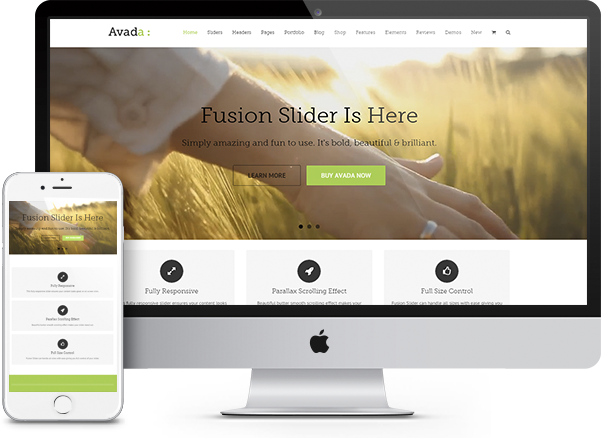 Avada :
Home Sliders Headers Pages Portfolio Blog Shop Features Elements Reviews Demos New
Fusion Slider Is Here
Simply amazing and fun to use. It's bold, beautiful & brilliant.
LEARN MORE BUY AVADA NOW
Fully Responsive Parallax Scrolling Effect Full Size Control
fully responsive slider ensures your content looks Beautiful butter smooth scrolling effect makes your Fusion Slider can handle all sizes with ease giving you
Fusion Slider Is Here
Fully Responsive
Parallax Scrolling Effect
Full Size Control